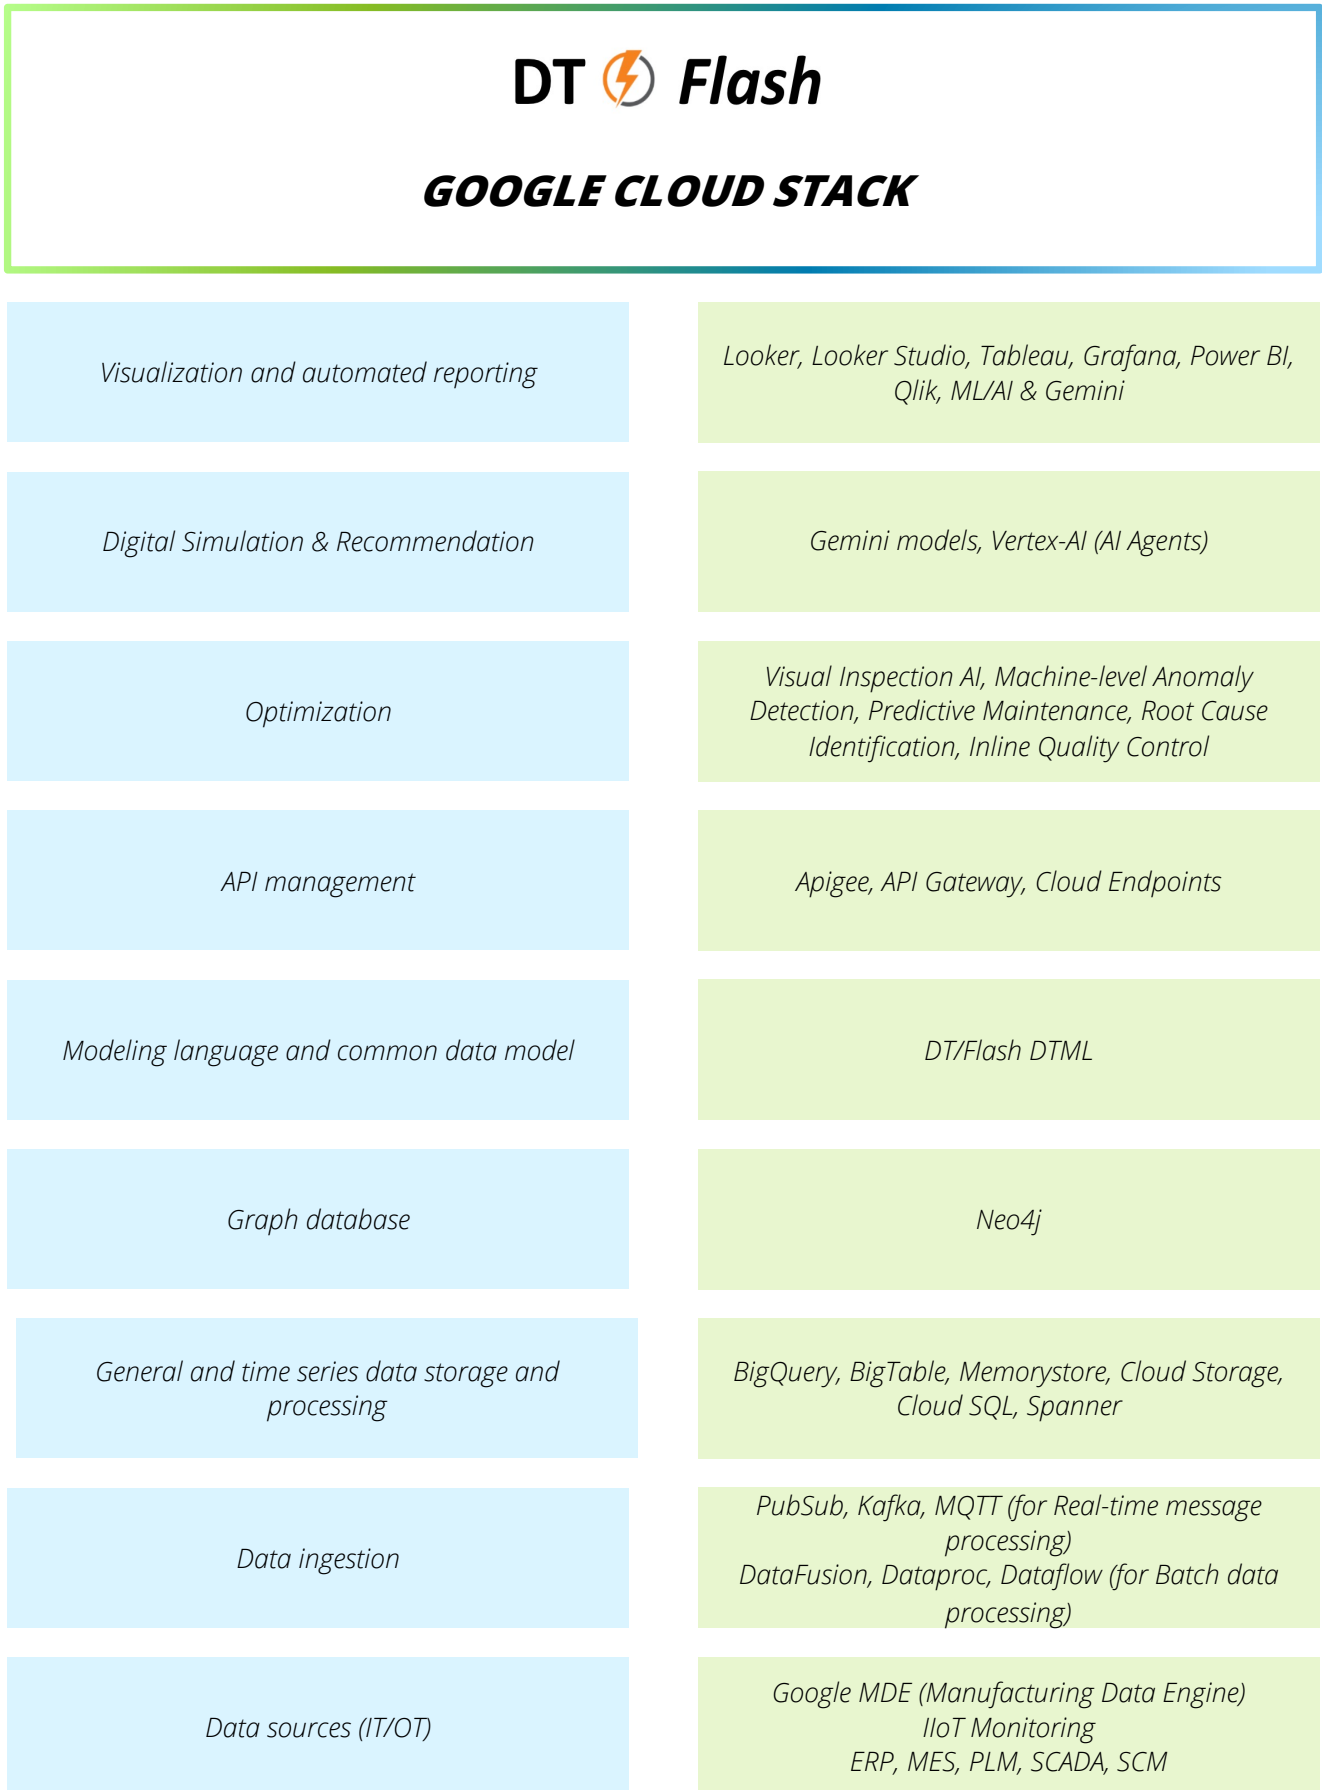 DT Flash
GOOGLE CLOUD STACK
Visualization and automated reporting
Looker, Looker Studio, Tableau, Grafana, Power BI,
Qlik, ML/AI & Gemini
Digital Simulation & Recommendation
Gemini models, Vertex-AI (AI Agents)
Optimization
Visual Inspection AI, Machine-level Anomaly
Detection, Predictive Maintenance, Root Cause
Identification, Inline Quality Control
API management
Apigee, API Gateway, Cloud Endpoints
Modeling language and common data model
DT/Flash DTML
Graph database
Neo4j
General and time series data storage and
processing
BigQuery, BigTable, Memorystore, Cloud Storage,
Cloud SQL, Spanner
Data ingestion
PubSub, Kafka, MQTT (for Real-time message
processing)
DataFusion, Dataproc, Dataflow (for Batch data
processing)
Data sources (IT/OT)
Google MDE (Manufacturing Data Engine)
IIoT Monitoring
ERP, MES, PLM, SCADA, SCM